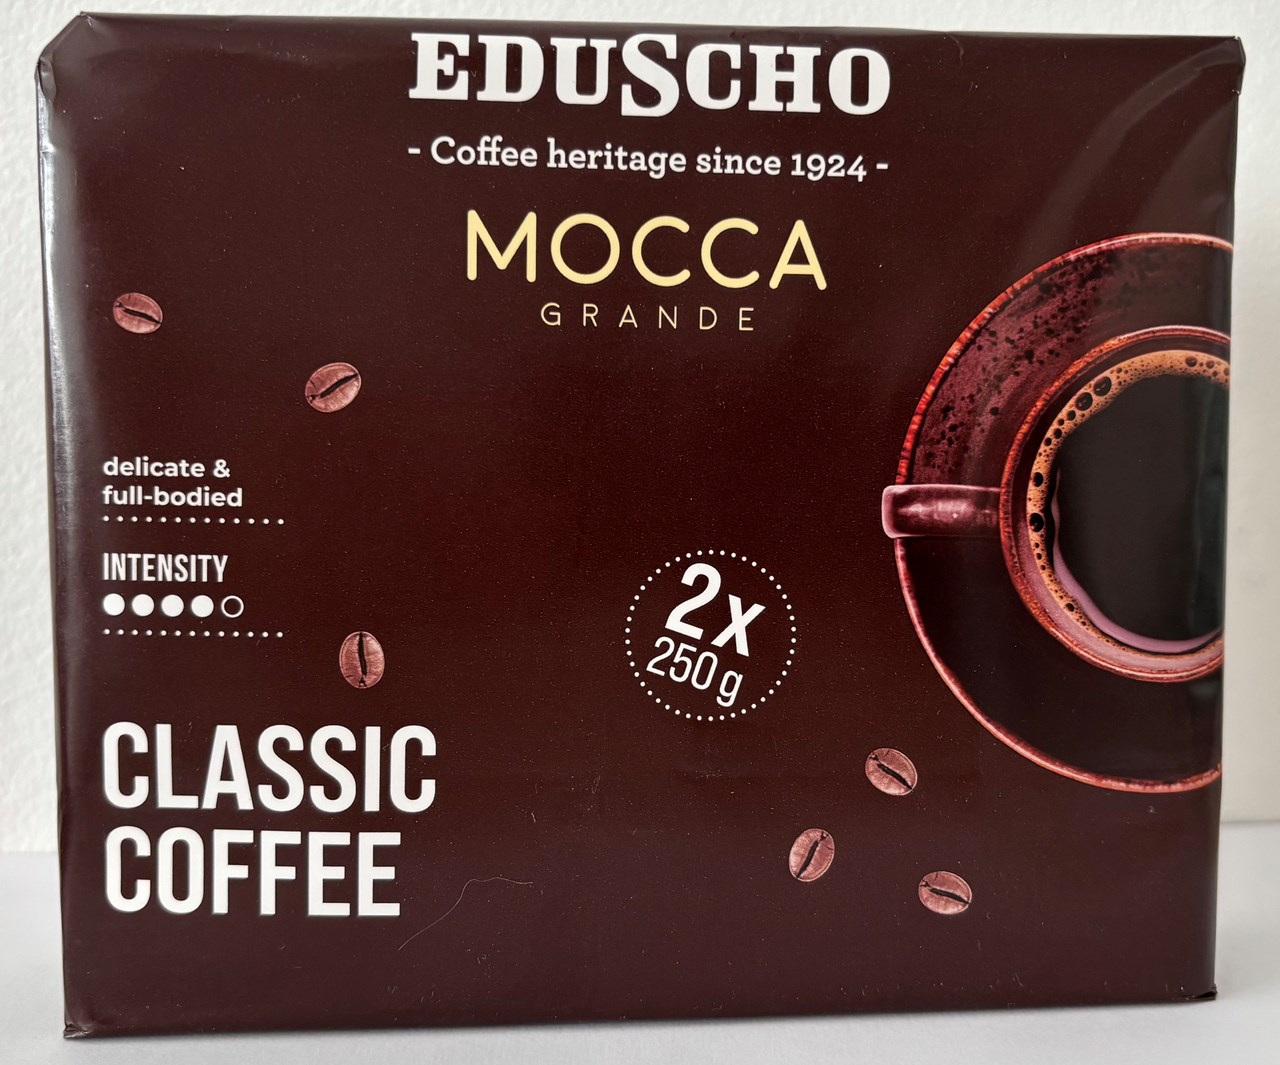 EDUSCHO
- Coffee heritage since 1924 -
MOCCA
GRANDE
delicate &
full-bodied
INTENSITY
2x
250 g
CLASSIC
COFFEE